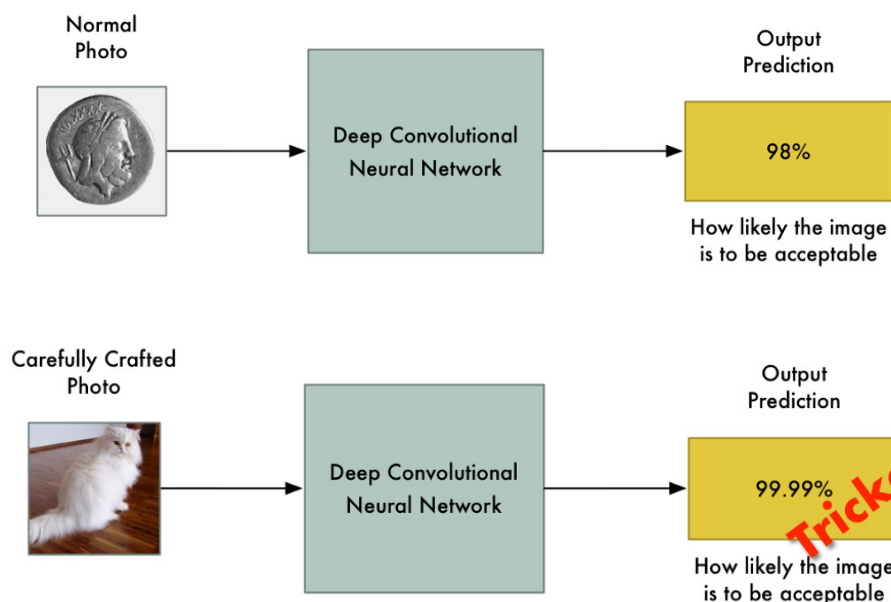 Normal
Photo
Deep Convolutional
Neural Network
Output
Prediction
98%
How likely the image
is to be acceptable
Carefully Crafted
Photo
Deep Convolutional
Neural Network
Output
Prediction
99.99%
How likely the image
is to be acceptable